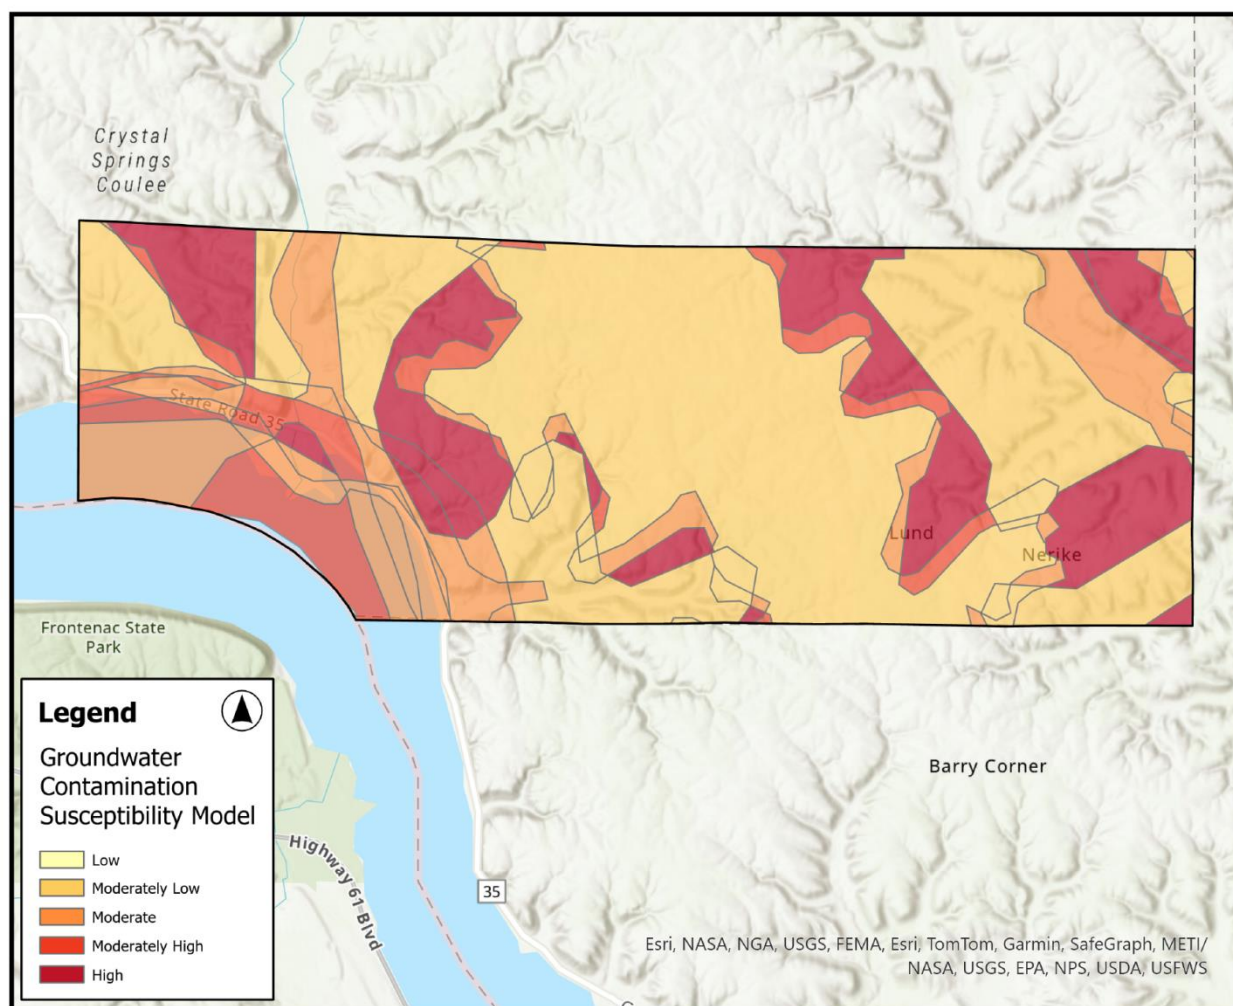 Crystal
Springs
Coulee
State Road 35
Lund
Nerike
Frontenac State
Park
Legend
Groundwater
Contamination
Susceptibility Model
Low
Moderately Low
Moderate
Moderately High
High
Highway 61 Blvd
35
Barry Corner
Esri, NASA, NGA, USGS, FEMA, Esri, TomTom, Garmin, SafeGraph, METI/
NASA, USGS, EPA, NPS, USDA, USFWS